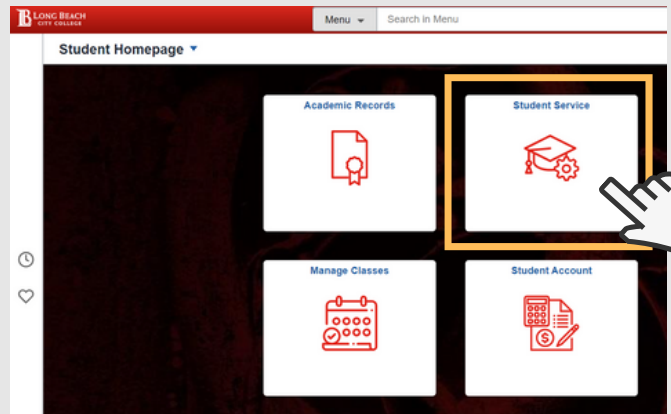 LONG BEACH
CITY COLLEGE
Menu
Search in Menu
Student Homepage
Academic Records
Student Service
Manage Classes
Student Account